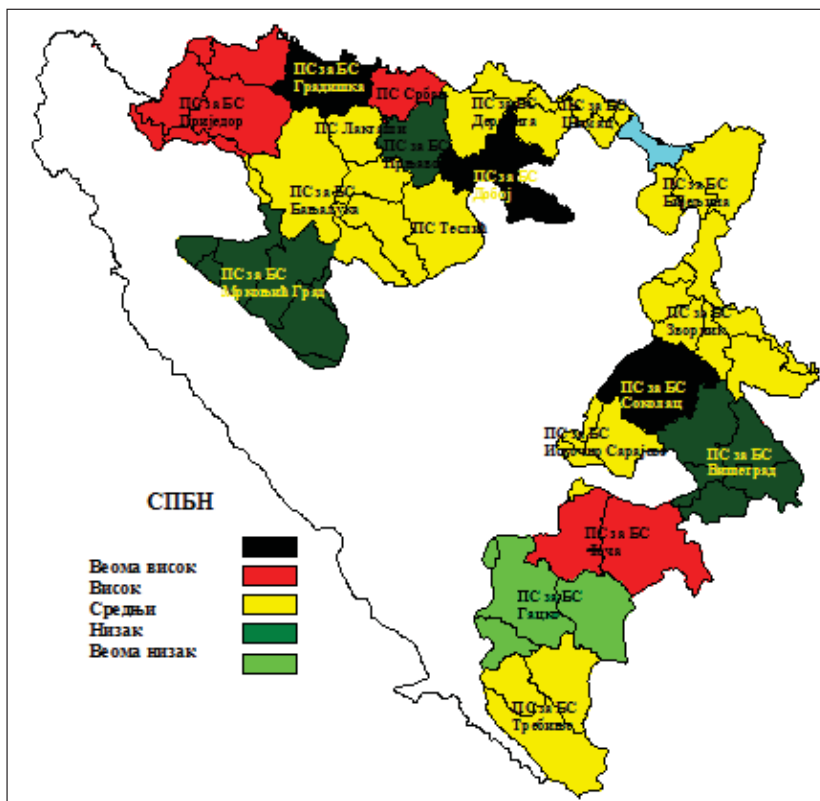 ПС за БС
Градишка
ПС за БС
Приједор
ПС Србац
ПС за БС
Дервента
ПС за БС
Шамац
ПС Лакташи
ПС за БС
Прњавор
ПС за БС
Добој
ПС за БС
Бијељина
ПС за БС
Бањалука
ПС Теслић
ПС за БС
Мркоњић Град
ПС за БС
Зворник
ПС за БС
Соколац
ПС за БС
Источно Сарајево
ПС за БС
Вишеград
СПБН
Веома висок
Висок
Средњи
Низак
Веома низак
ПС за БС
Фоча
ПС за БС
Гацко
ПС за БС
Требиње